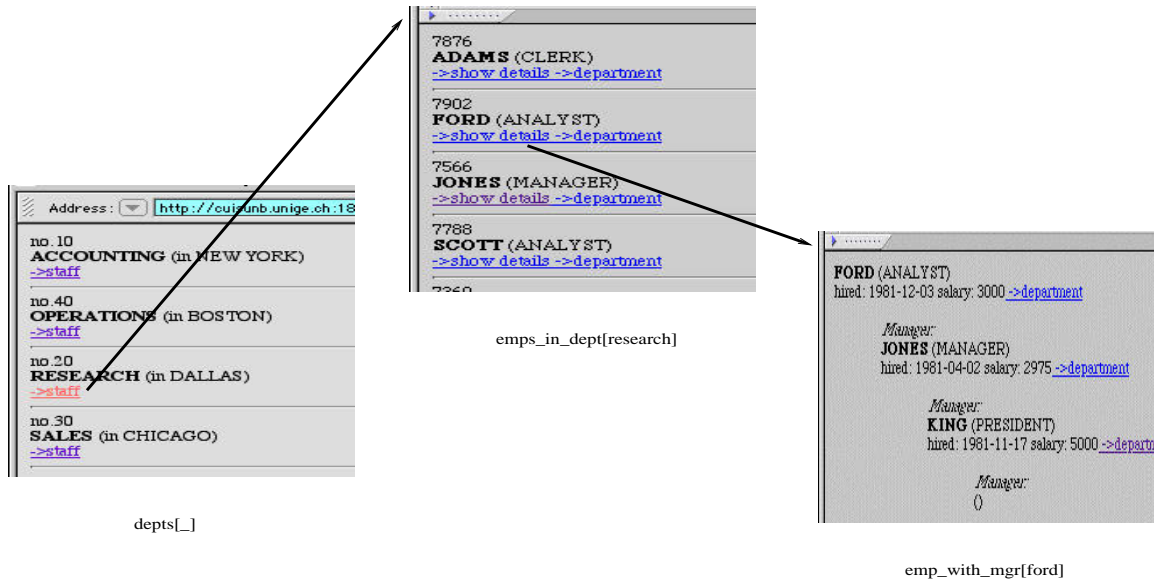 7876
ADAMS (CLERK)
->show details ->department
7902
FORD (ANALYST)
->show details ->department
7566
JONES (MANAGER)
->show details ->department
7788
SCOTT (ANALYST)
->show details ->department
emps_in_dept[research]
Address: http://cuisunb.unige.ch:18
no.10
ACCOUNTING (in NEW YORK)
->staff
no.40
OPERATIONS (in BOSTON)
->staff
no.20
RESEARCH (in DALLAS)
->staff
no.30
SALES (in CHICAGO)
->staff
depts[_]
FORD (ANALYST)
hired: 1981-12-03 salary: 3000 ->department
Manager:
JONES (MANAGER)
hired: 1981-04-02 salary: 2975 ->department
Manager:
KING (PRESIDENT)
hired: 1981-11-17 salary: 5000 ->departm
Manager:
()
emp_with_mgr[ford]